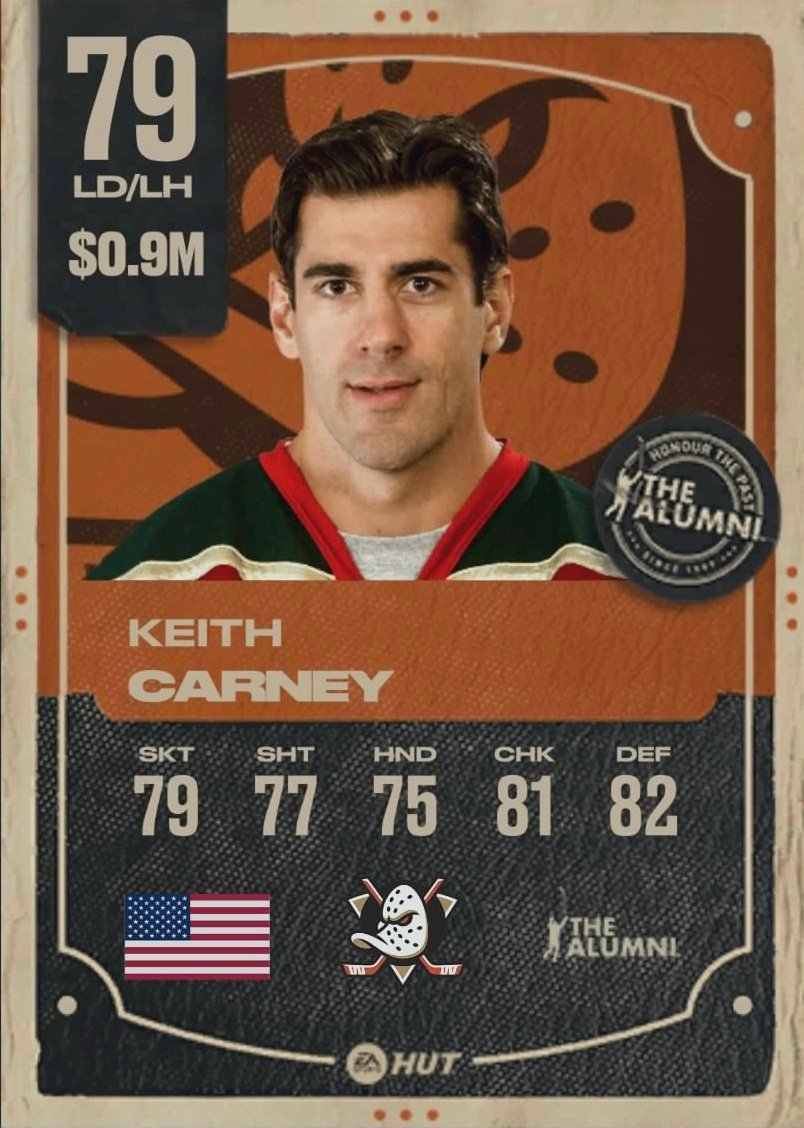 79
LD/LH
$0.9M
HONOUR THE PAST
THE
ALUMNI
KEITH
CARNEY
SKT SHT HND CHK DEF
79 77 75 81 82
THE
ALUMNI
EA HUT